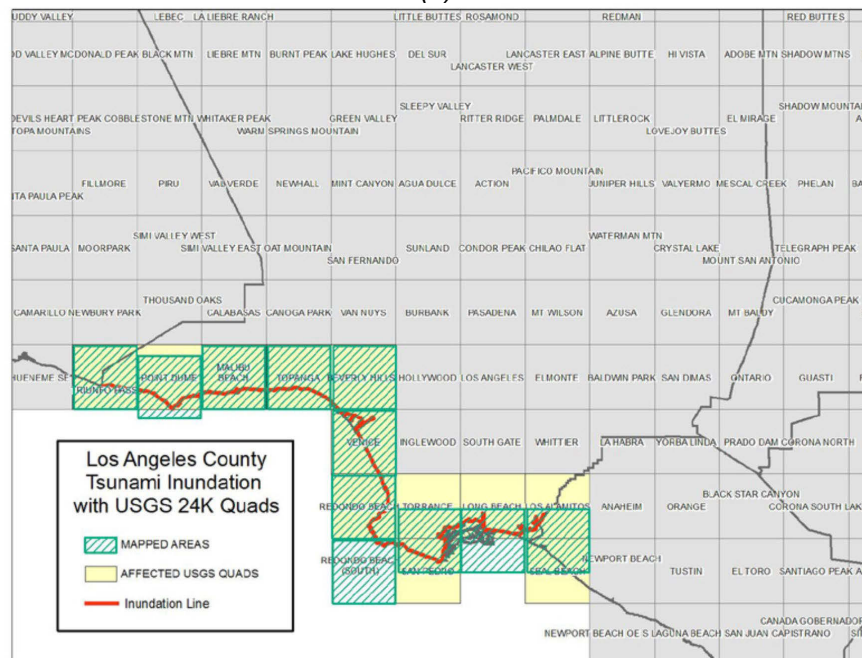 UDDY VALLEY LEBEC LA LIEBRE RANCH LITTLE BUTTES ROSAMOND REDMAN RED BUTTES
OD VALLEY MCDONALD PEAK BLACK MTN LIEBRE MTN BURNT PEAK LAKE HUGHES DEL SUR LANCASTER EAST ALPINE BUTTE HI VISTA ADOBE MTN SHADOW MTNS
LANCASTER WEST
SLEEPY VALLEY SHADOW MOUNTA
DEVILS HEART PEAK COBBLESTONE MTN WHITAKER PEAK GREEN VALLEY RITTER RIDGE PALMDALE LITTLEROCK EL MIRAGE A
TOPA MOUNTAINS WARM SPRINGS MOUNTAIN LOVEJOY BUTTES
PACIFICO MOUNTAIN
FILLMORE PIRU VAL VERDE NEWHALL MINT CANYON AGUA DULCE ACTION JUNIPER HILLS VALYERMO MESCAL CREEK PHELAN BA
NTA PAULA PEAK
SIMI VALLEY WEST WATERMAN MTN
SANTA PAULA MOORPARK SIMI VALLEY EAST OAT MOUNTAIN SUNLAND CONDOR PEAK CHILAO FLAT CRYSTAL LAKE TELEGRAPH PEAK
SAN FERNANDO MOUNT SAN ANTONIO
THOUSAND OAKS CUCAMONGA PEAK
CAMARILLO NEWBURY PARK CALABASAS CANOGA PARK VAN NUYS BURBANK PASADENA MT WILSON AZUSA GLENDORA MT BALDY
MALIBU
HUENEME SE TRIUNFO PASS POINT DUME BEACH TOPANGA BEVERLY HILLS HOLLYWOOD LOS ANGELES EL MONTE BALDWIN PARK SAN DIMAS ONTARIO GUASTI
VENICE INGLEWOOD SOUTH GATE WHITTIER LA HABRA YORBA LINDA PRADO DAM CORONA NORTH
BLACK STAR CANYON
REDONDO BEACH TORRANCE LONG BEACH LOS ALAMITOS ANAHEIM ORANGE CORONA SOUTH LAK
REDONDO BEACH NEWPORT BEACH
(SOUTH) SAN PEDRO SEAL BEACH TUSTIN EL TORO SANTIAGO PEAK A
CANADA GOBERNADOR
NEWPORT BEACH OE S LAGUNA BEACH SAN JUAN CAPISTRANO
Los Angeles County
Tsunami Inundation
with USGS 24K Quads
MAPPED AREAS
AFFECTED USGS QUADS
Inundation Line